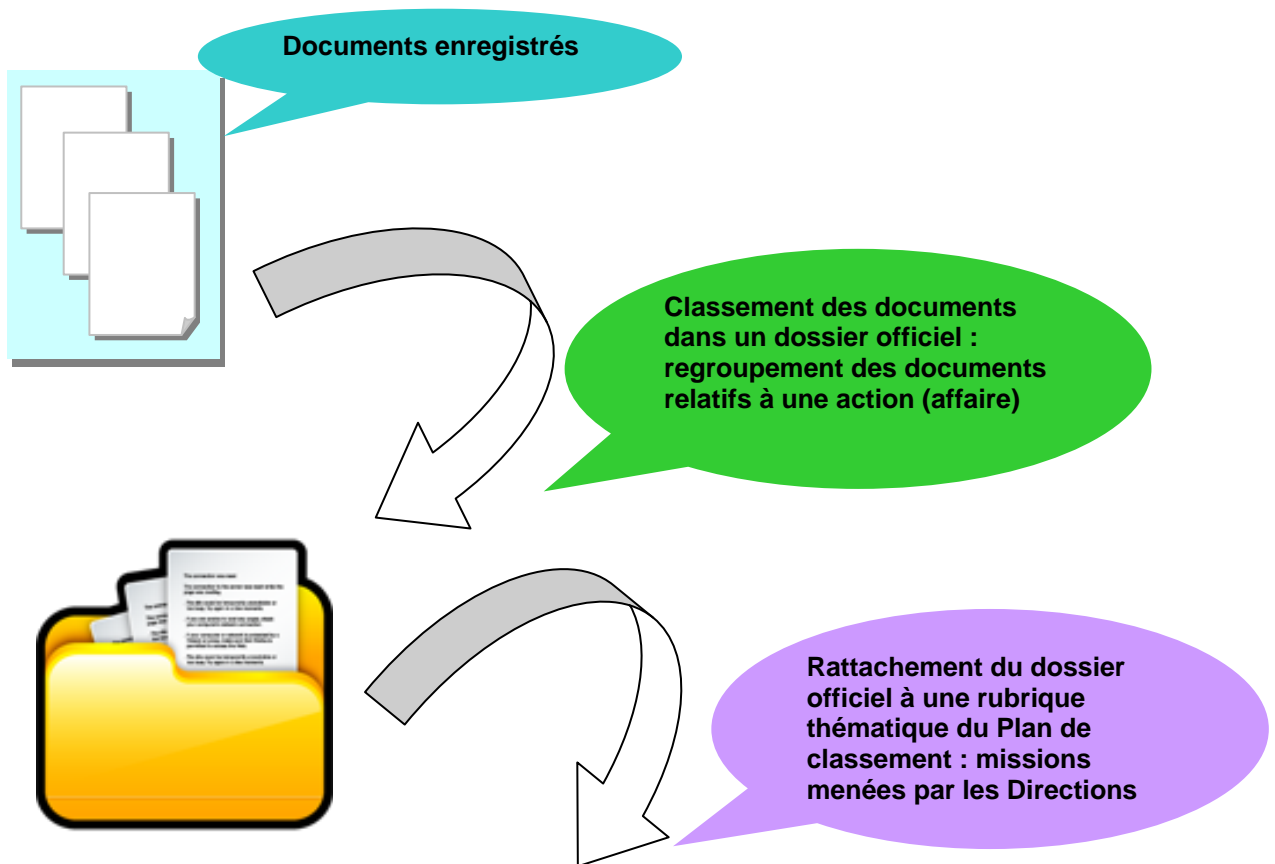 Documents enregistrés
Classement des documents
dans un dossier officiel :
regroupement des documents
relatifs à une action (affaire)
Rattachement du dossier
officiel à une rubrique
thématique du Plan de
classement : missions
menées par les Directions